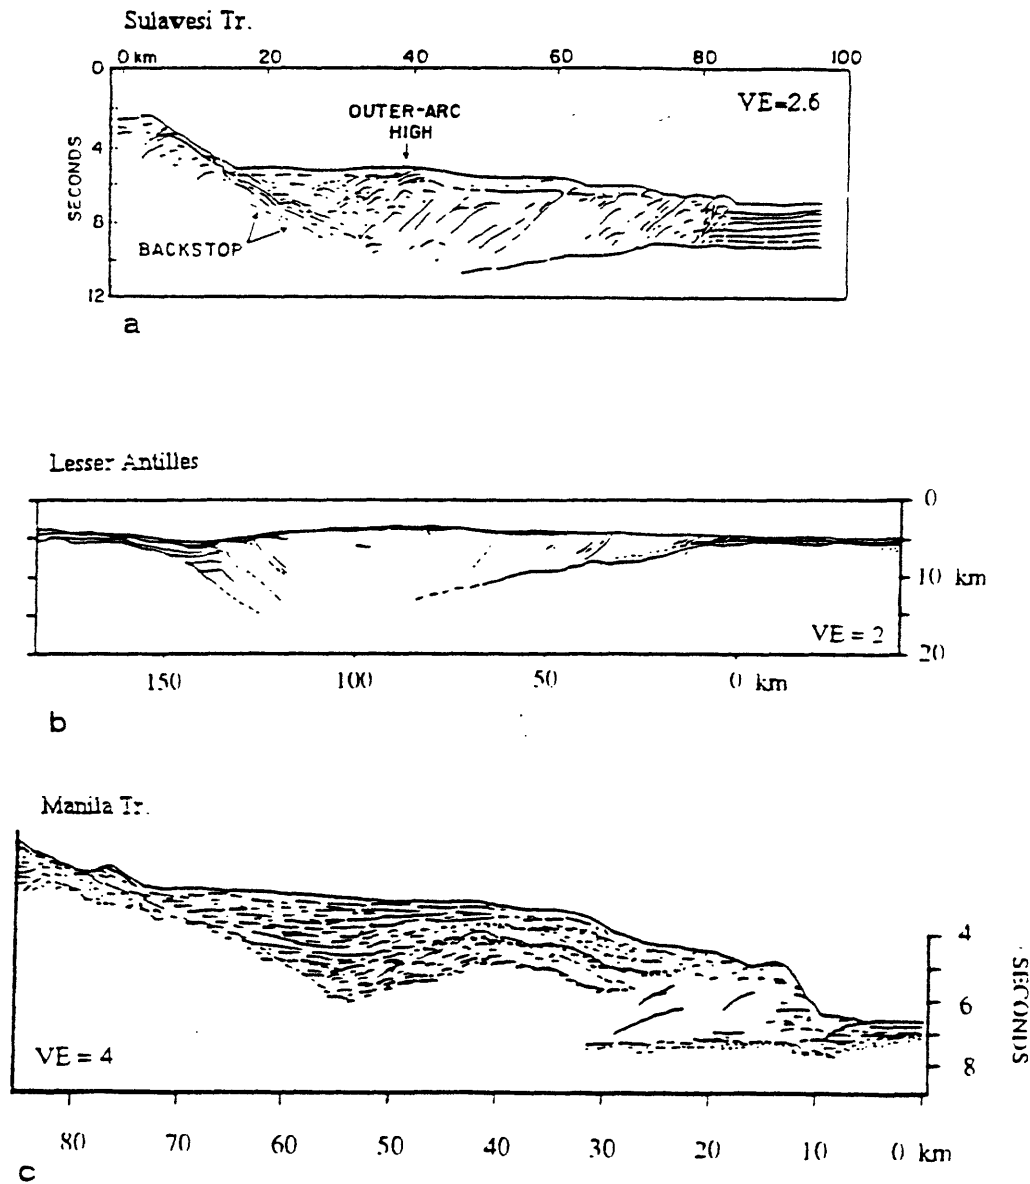 Sulawesi Tr.
0 km 20 40 60 80 100
0
VE=2.6
OUTER-ARC
HIGH
SECONDS
4
8
BACKSTOP
12
a
Lesser Antilles
0
10 km
VE = 2
20
150 100 50 0 km
b
Manila Tr.
4
SECONDS
6
VE = 4
8
80 70 60 50 40 30 20 10 0 km
c